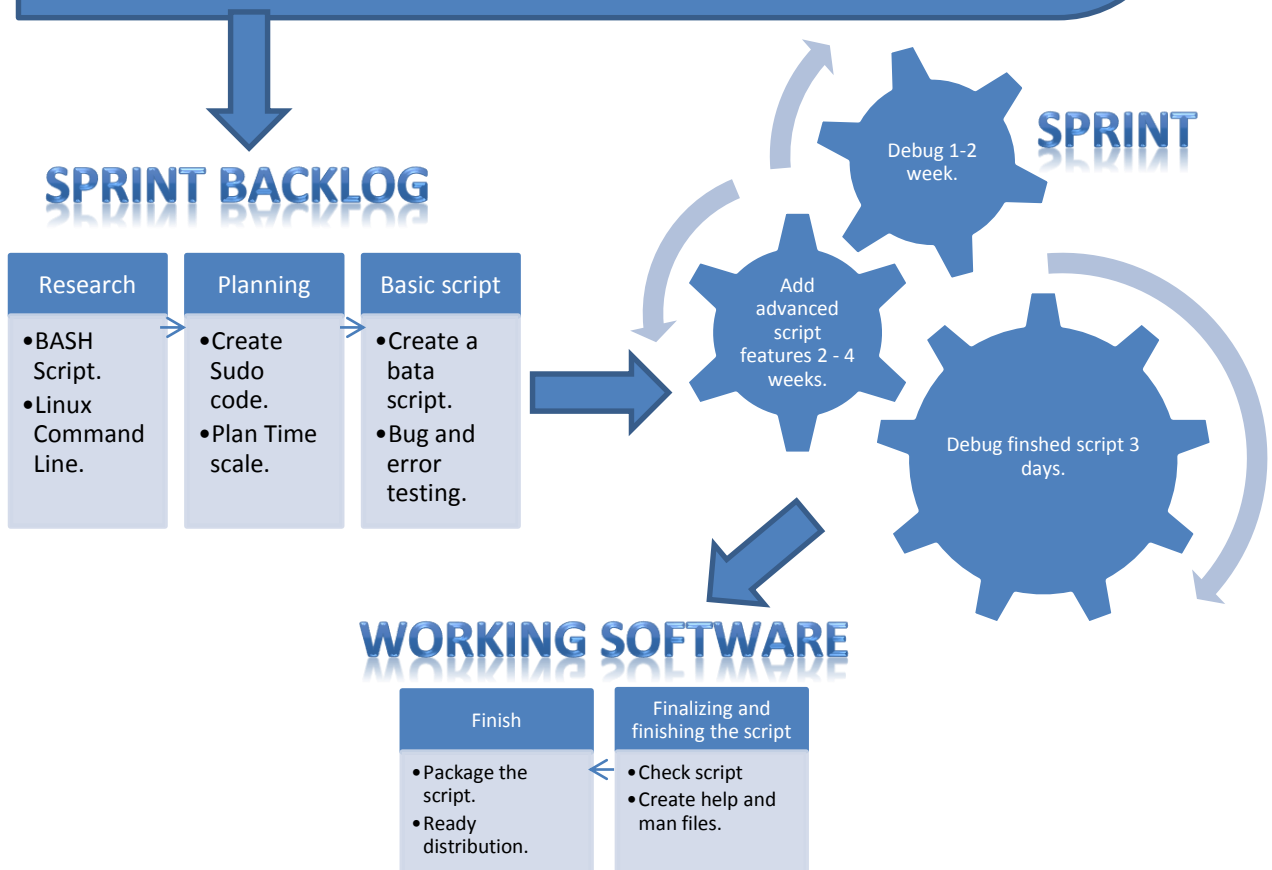 SPRINT BACKLOG
Research
•BASH
Script.
•Linux
Command
Line.
Planning
•Create
Sudo
code.
•Plan Time
scale.
Basic script
•Create a
bata
script.
•Bug and
error
testing.
SPRINT
Debug 1-2
week.
Add
advanced
script
features 2 - 4
weeks.
Debug finshed script 3
days.
WORKING SOFTWARE
Finish
•Package the
script.
•Ready
distribution.
Finalizing and
finishing the script
•Check script
•Create help and
man files.